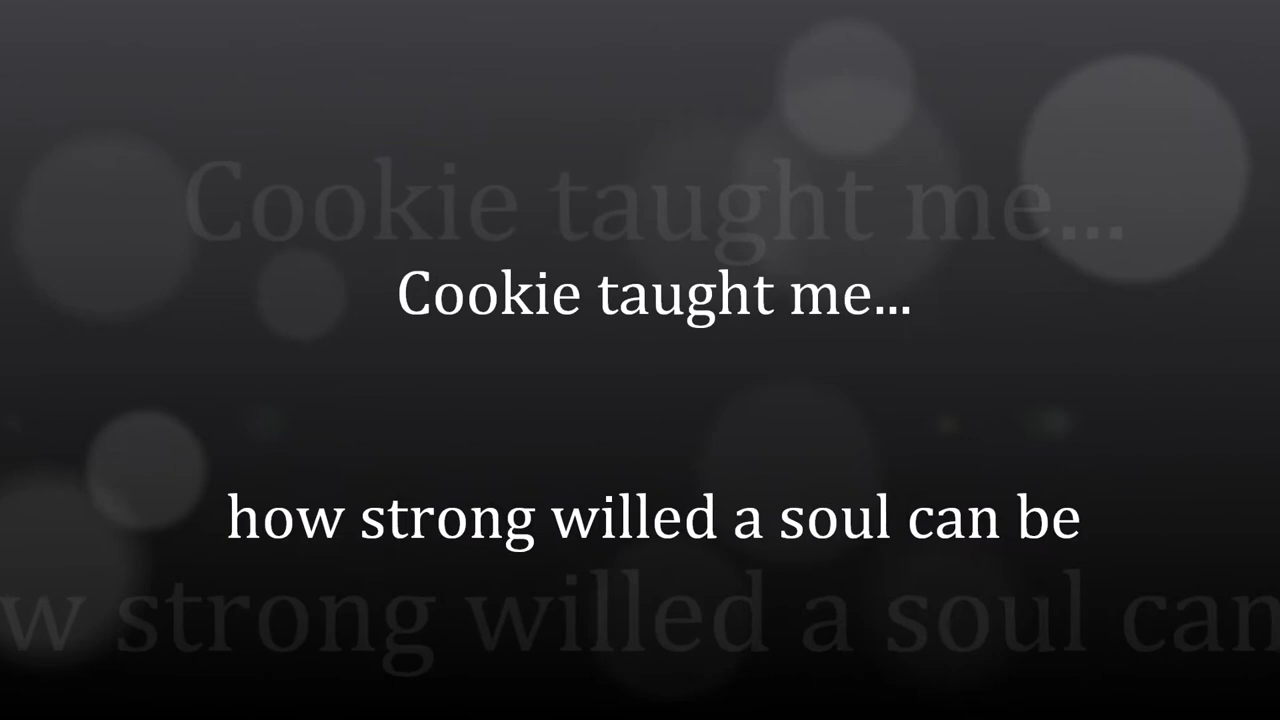 Cookie taught me...
Cookie taught me...
how strong willed a soul can be
w strong willed a soul can